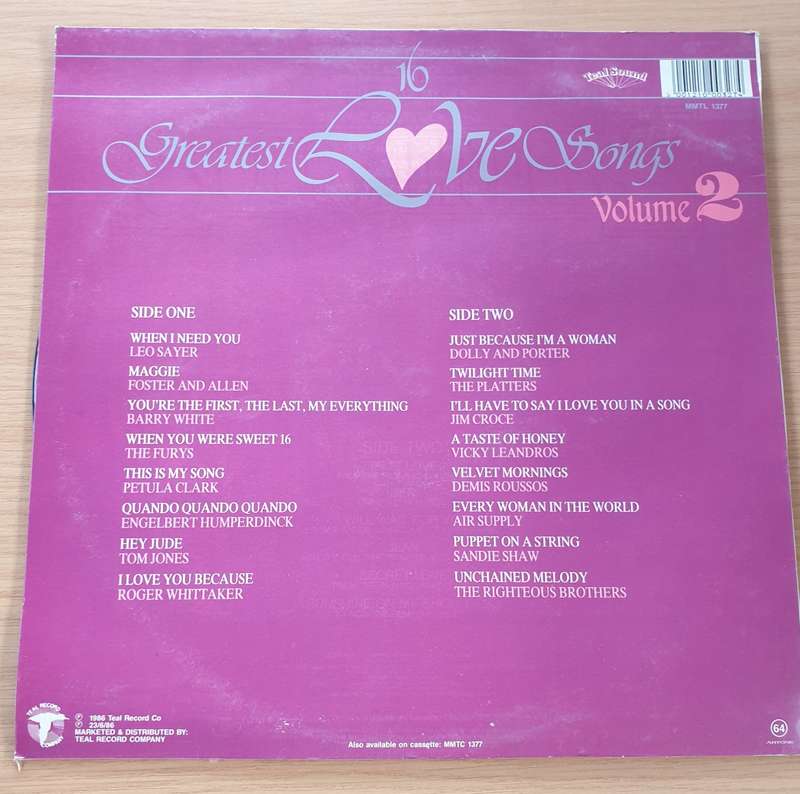 16
Teal Sound
MMTL 1377
Greatest Love Songs
Volume 2
SIDE ONE
WHEN I NEED YOU
LEO SAYER
MAGGIE
FOSTER AND ALLEN
YOU'RE THE FIRST, THE LAST, MY EVERYTHING
BARRY WHITE
WHEN YOU WERE SWEET 16
THE FURYS
THIS IS MY SONG
PETULA CLARK
QUANDO QUANDO QUANDO
ENGELBERT HUMPERDINCK
HEY JUDE
TOM JONES
I LOVE YOU BECAUSE
ROGER WHITTAKER
SIDE TWO
JUST BECAUSE I'M A WOMAN
DOLLY AND PORTER
TWILIGHT TIME
THE PLATTERS
I'LL HAVE TO SAY I LOVE YOU IN A SONG
JIM CROCE
A TASTE OF HONEY
VICKY LEANDROS
VELVET MORNINGS
DEMIS ROUSSOS
EVERY WOMAN IN THE WORLD
AIR SUPPLY
PUPPET ON A STRING
SANDIE SHAW
UNCHAINED MELODY
THE RIGHTEOUS BROTHERS
TEAL RECORD
COMPANY
℗ 1986 Teal Record Co
℗ 23/6/86
MARKETED & DISTRIBUTED BY:
TEAL RECORD COMPANY
Also available on cassette: MMTC 1377
64